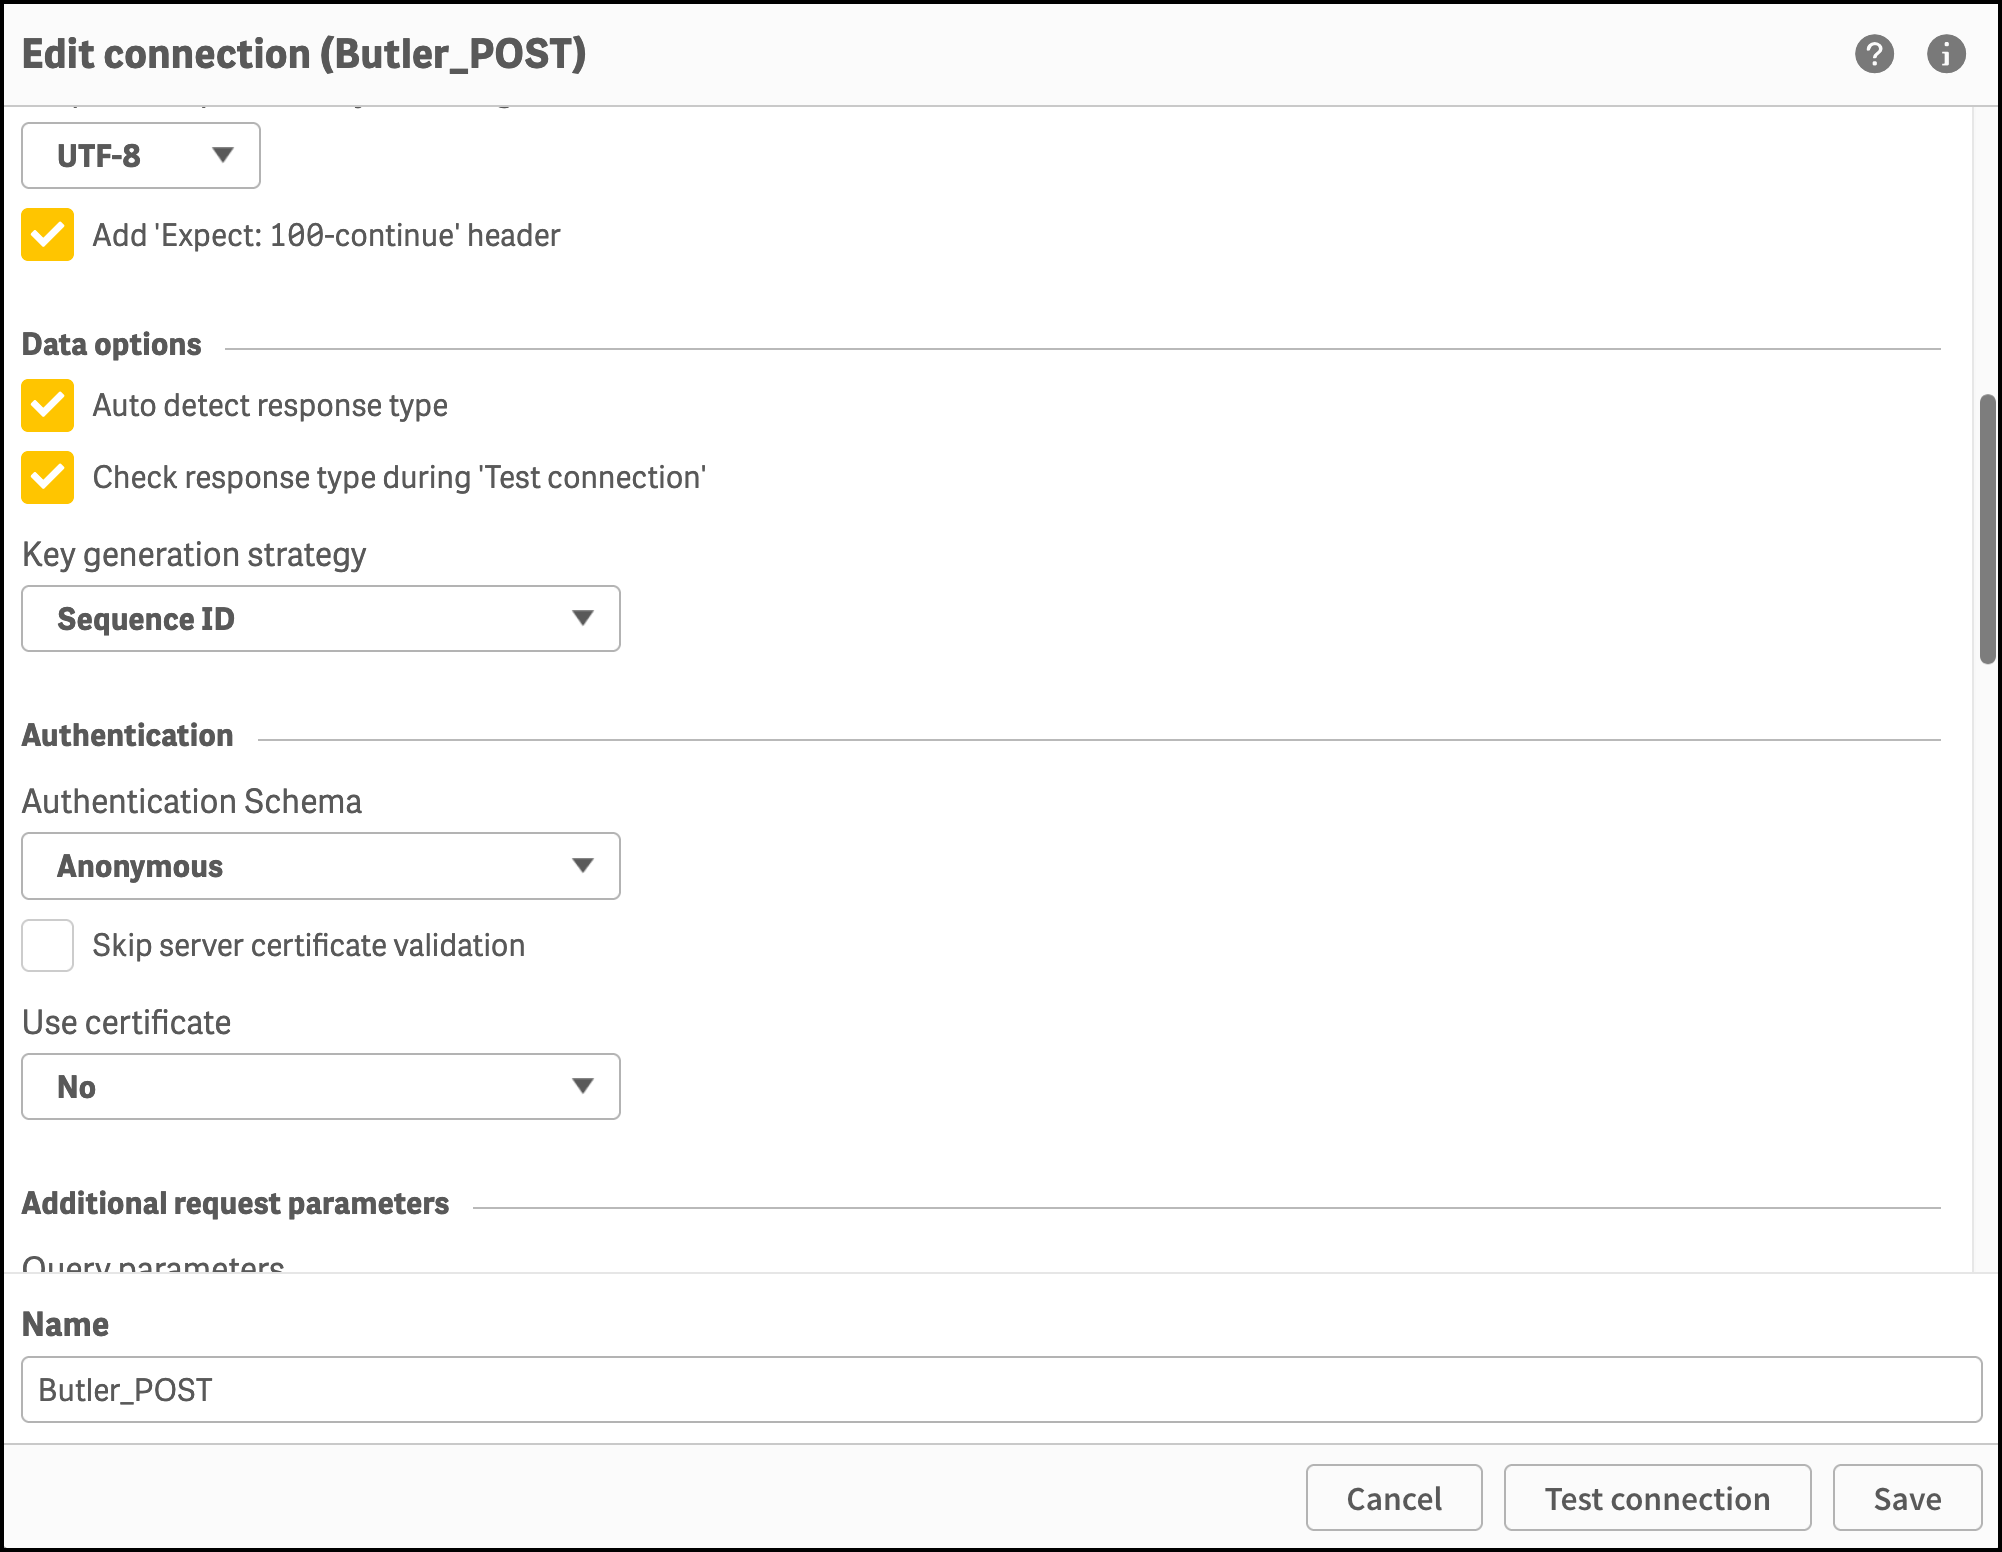 Edit connection (Butler_POST)
UTF-8
Add 'Expect: 100-continue' header
Data options
Auto detect response type
Check response type during 'Test connection'
Key generation strategy
Sequence ID
Authentication
Authentication Schema
Anonymous
Skip server certificate validation
Use certificate
No
Additional request parameters
Query parameters
Name
Butler_POST
Cancel
Test connection
Save